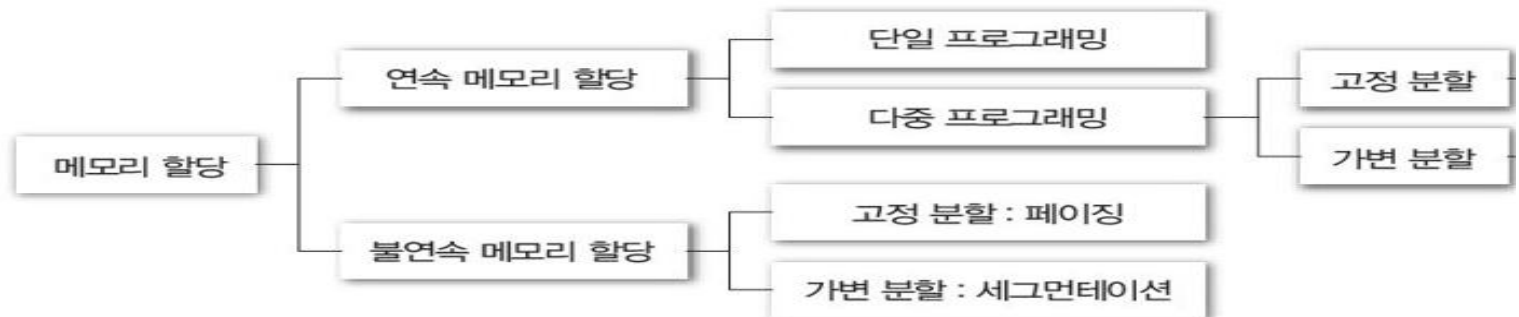 메모리 할당
연속 메모리 할당
단일 프로그래밍
다중 프로그래밍
고정 분할
가변 분할
불연속 메모리 할당
고정 분할 : 페이징
가변 분할 : 세그먼테이션